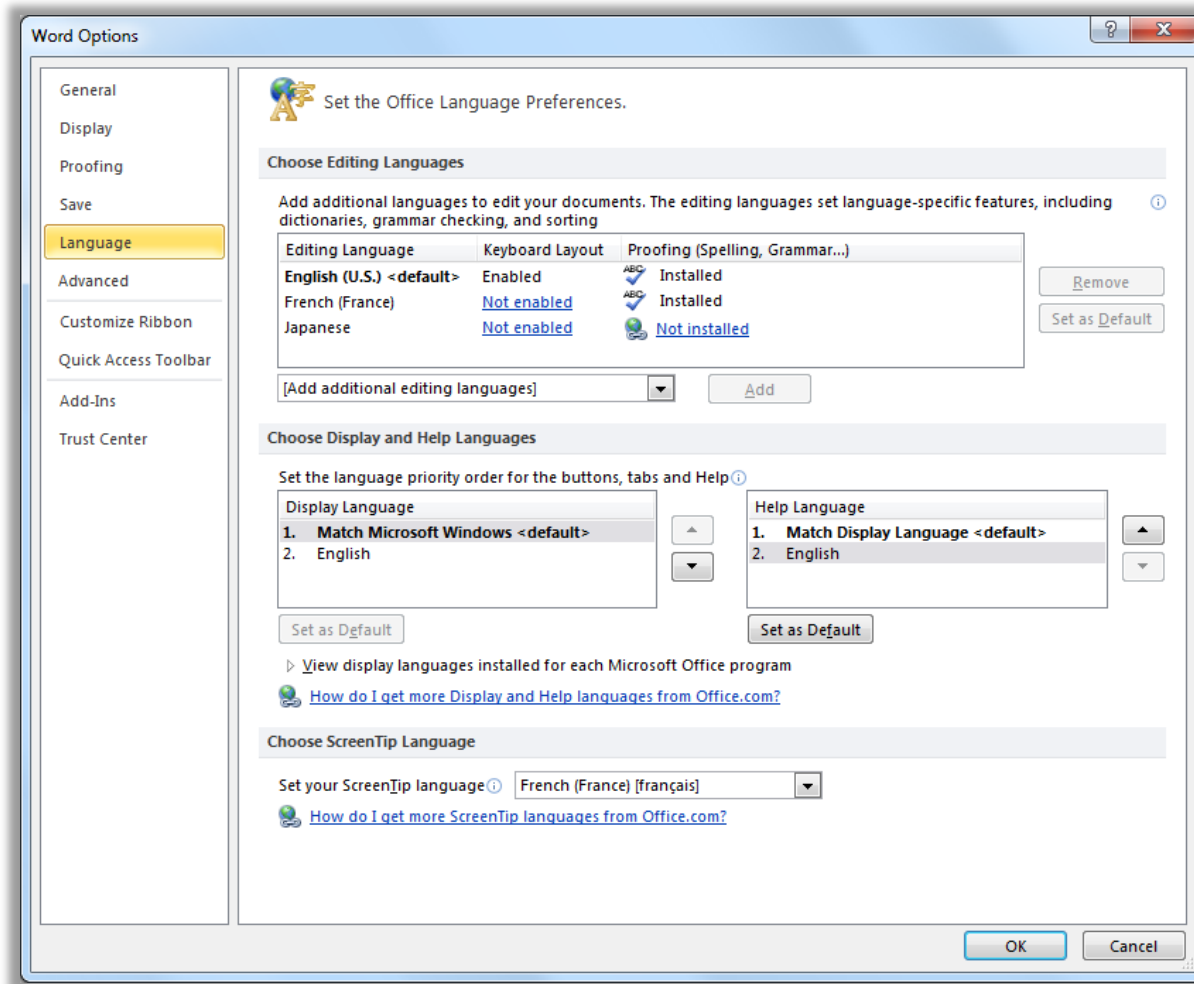 Word Options
General
Display
Proofing
Save
Language
Advanced
Customize Ribbon
Quick Access Toolbar
Add-Ins
Trust Center
Set the Office Language Preferences.
Choose Editing Languages
Add additional languages to edit your documents. The editing languages set language-specific features, including
dictionaries, grammar checking, and sorting
Editing Language Keyboard Layout Proofing (Spelling, Grammar...)
English (U.S.) <default> Enabled Installed
French (France) Not enabled Installed
Japanese Not enabled Not installed
Remove
Set as Default
[Add additional editing languages] Add
Choose Display and Help Languages
Set the language priority order for the buttons, tabs and Help
Display Language
1. Match Microsoft Windows <default>
2. English
Set as Default
Help Language
1. Match Display Language <default>
2. English
Set as Default
View display languages installed for each Microsoft Office program
How do I get more Display and Help languages from Office.com?
Choose ScreenTip Language
Set your ScreenTip language French (France) [français]
How do I get more ScreenTip languages from Office.com?
OK Cancel